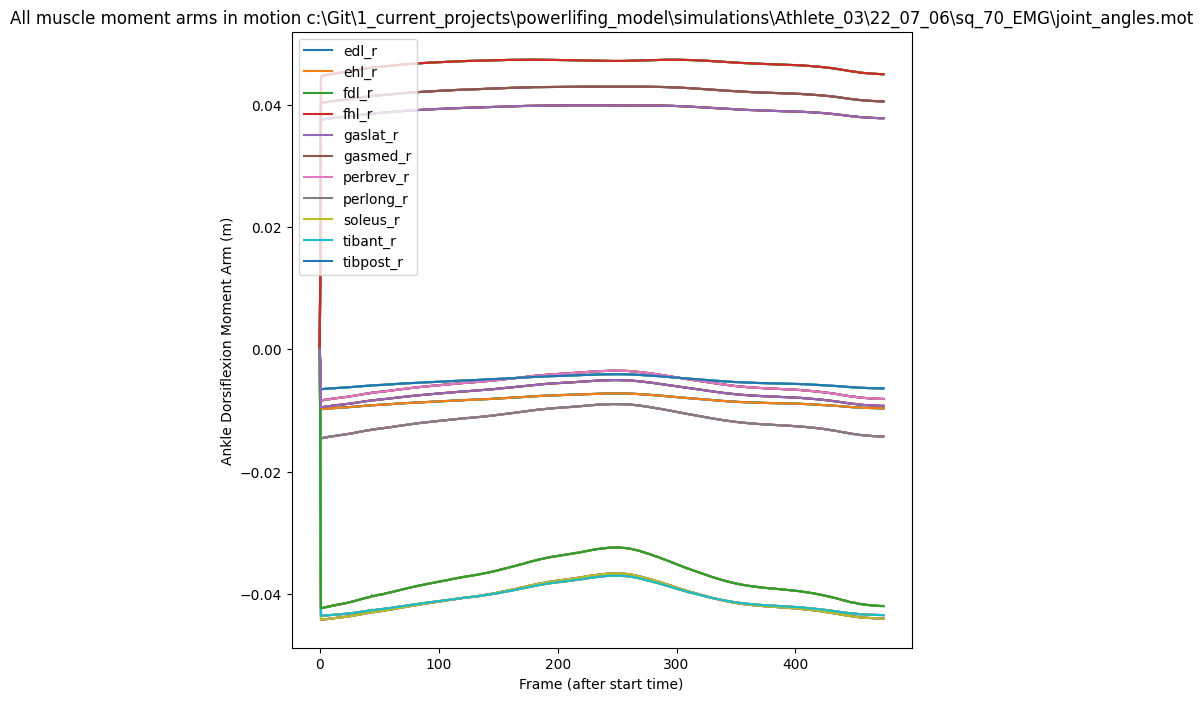 All muscle moment arms in motion c:\Git\1_current_projects\powerlifing_model\simulations\Athlete_03\22_07_06\sq_70_EMG\joint_angles.mot
edl_r
ehl_r
fdl_r
fhl_r
gaslat_r
gasmed_r
perbrev_r
perlong_r
soleus_r
tibant_r
tibpost_r
0.04
0.02
0.00
−0.02
−0.04
Ankle Dorsiflexion Moment Arm (m)
0 100 200 300 400
Frame (after start time)